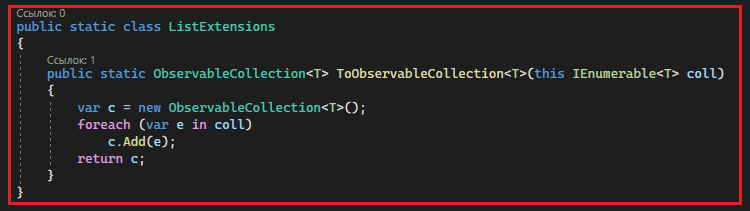 Ссылок: 0
public static class ListExtensions
{
Ссылок: 1
public static ObservableCollection<T> ToObservableCollection<T>(this IEnumerable<T> coll)
{
var c = new ObservableCollection<T>();
foreach (var e in coll)
c.Add(e);
return c;
}
}